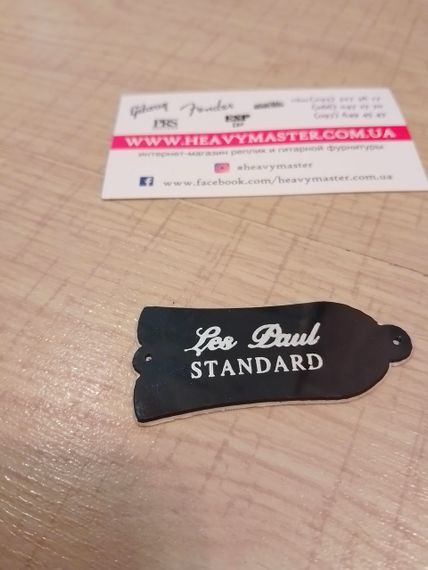 Gibson
Fender
PRS
ESP
LTD
WWW.HEAVYMASTER.COM.UA
интернет-магазин реплик и гитарной фурнитуры
@heavymaster
www.facebook.com/heavymaster.com.ua
Les Paul
STANDARD